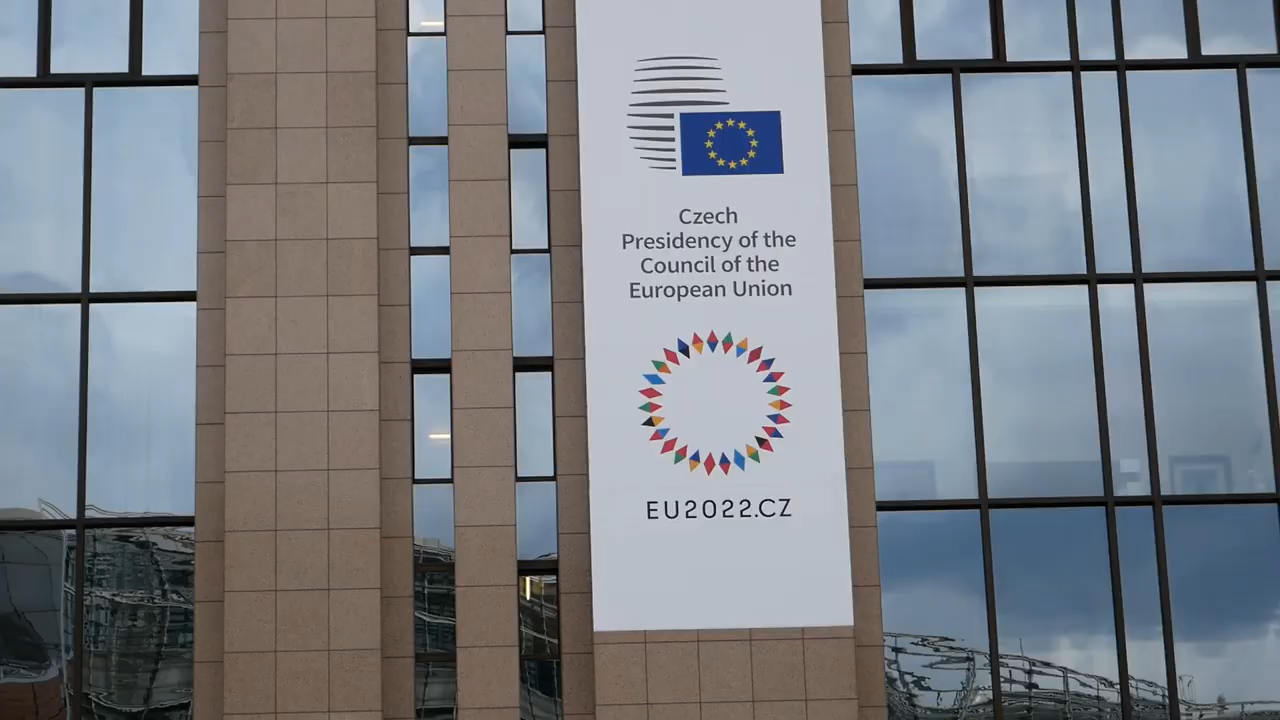 Czech
Presidency of the
Council of the
European Union
EU2022.CZ